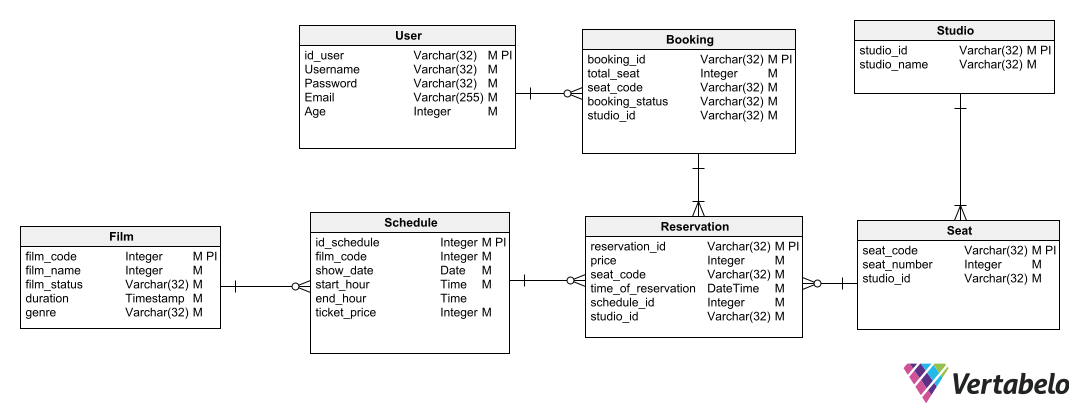 User
id_user Varchar(32) M PI
Username Varchar(32) M
Password Varchar(32) M
Email Varchar(255) M
Age Integer M
Booking
booking_id Varchar(32) M PI
total_seat Integer M
seat_code Varchar(32) M
booking_status Varchar(32) M
studio_id Varchar(32) M
Studio
studio_id Varchar(32) M PI
studio_name Varchar(32) M
Film
film_code Integer M PI
film_name Integer M
film_status Varchar(32) M
duration Timestamp M
genre Varchar(32) M
Schedule
id_schedule Integer M PI
film_code Integer M
show_date Date M
start_hour Time M
end_hour Time
ticket_price Integer M
Reservation
reservation_id Varchar(32) M PI
price Integer M
seat_code Varchar(32) M
time_of_reservation DateTime M
schedule_id Integer M
studio_id Varchar(32) M
Seat
seat_code Varchar(32) M PI
seat_number Integer M
studio_id Varchar(32) M
Vertabelo